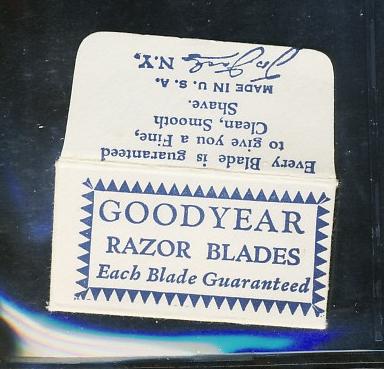 GOODYEAR
RAZOR BLADES
Each Blade Guaranteed
Every Blade is guaranteed
to give you a Fine,
Clean, Smooth
Shave.
MADE IN U. S. A.
N.Y.